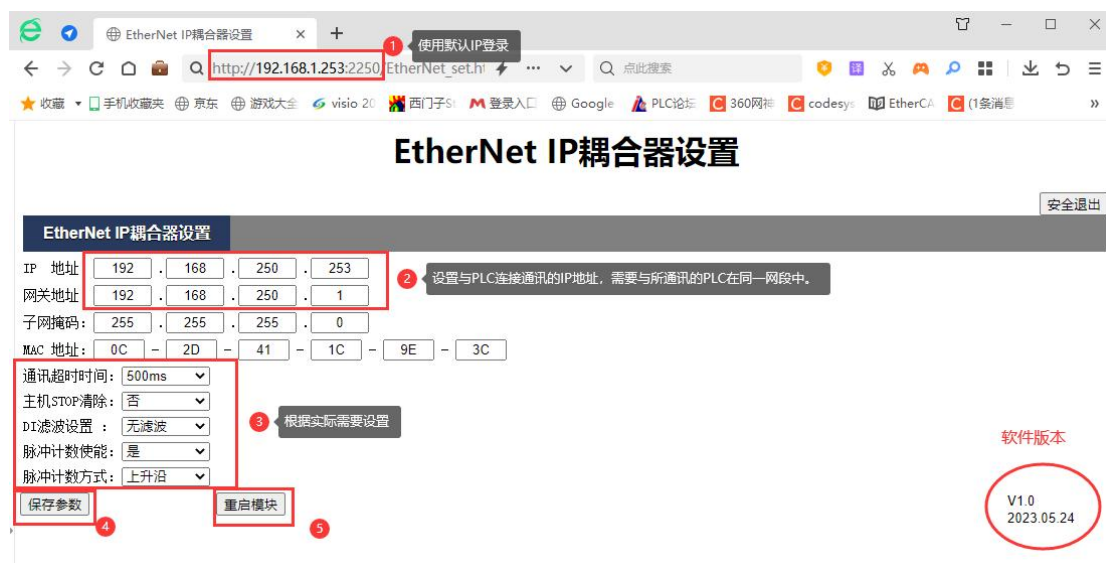 EtherNet IP耦合器设置 × +
1 使用默认IP登录
http://192.168.1.253:2250/EtherNet_set.ht ··· 点此搜索
收藏 手机收藏夹 京东 游戏大全 visio 20 西门子S 登录入口 Google PLC论坛 360网神 codesys EtherCA (1条消息 »
EtherNet IP耦合器设置
安全退出
EtherNet IP耦合器设置
IP 地址 192 . 168 . 250 . 253
2 设置与PLC连接通讯的IP地址，需要与所通讯的PLC在同一网段中。
网关地址 192 . 168 . 250 . 1
子网掩码: 255 . 255 . 255 . 0
MAC 地址: 0C - 2D - 41 - 1C - 9E - 3C
通讯超时时间: 500ms
主机STOP清除: 否
3 根据实际需要设置
DI滤波设置 : 无滤波
脉冲计数使能: 是
脉冲计数方式: 上升沿
软件版本
保存参数 重启模块
4 5
V1.0
2023.05.24